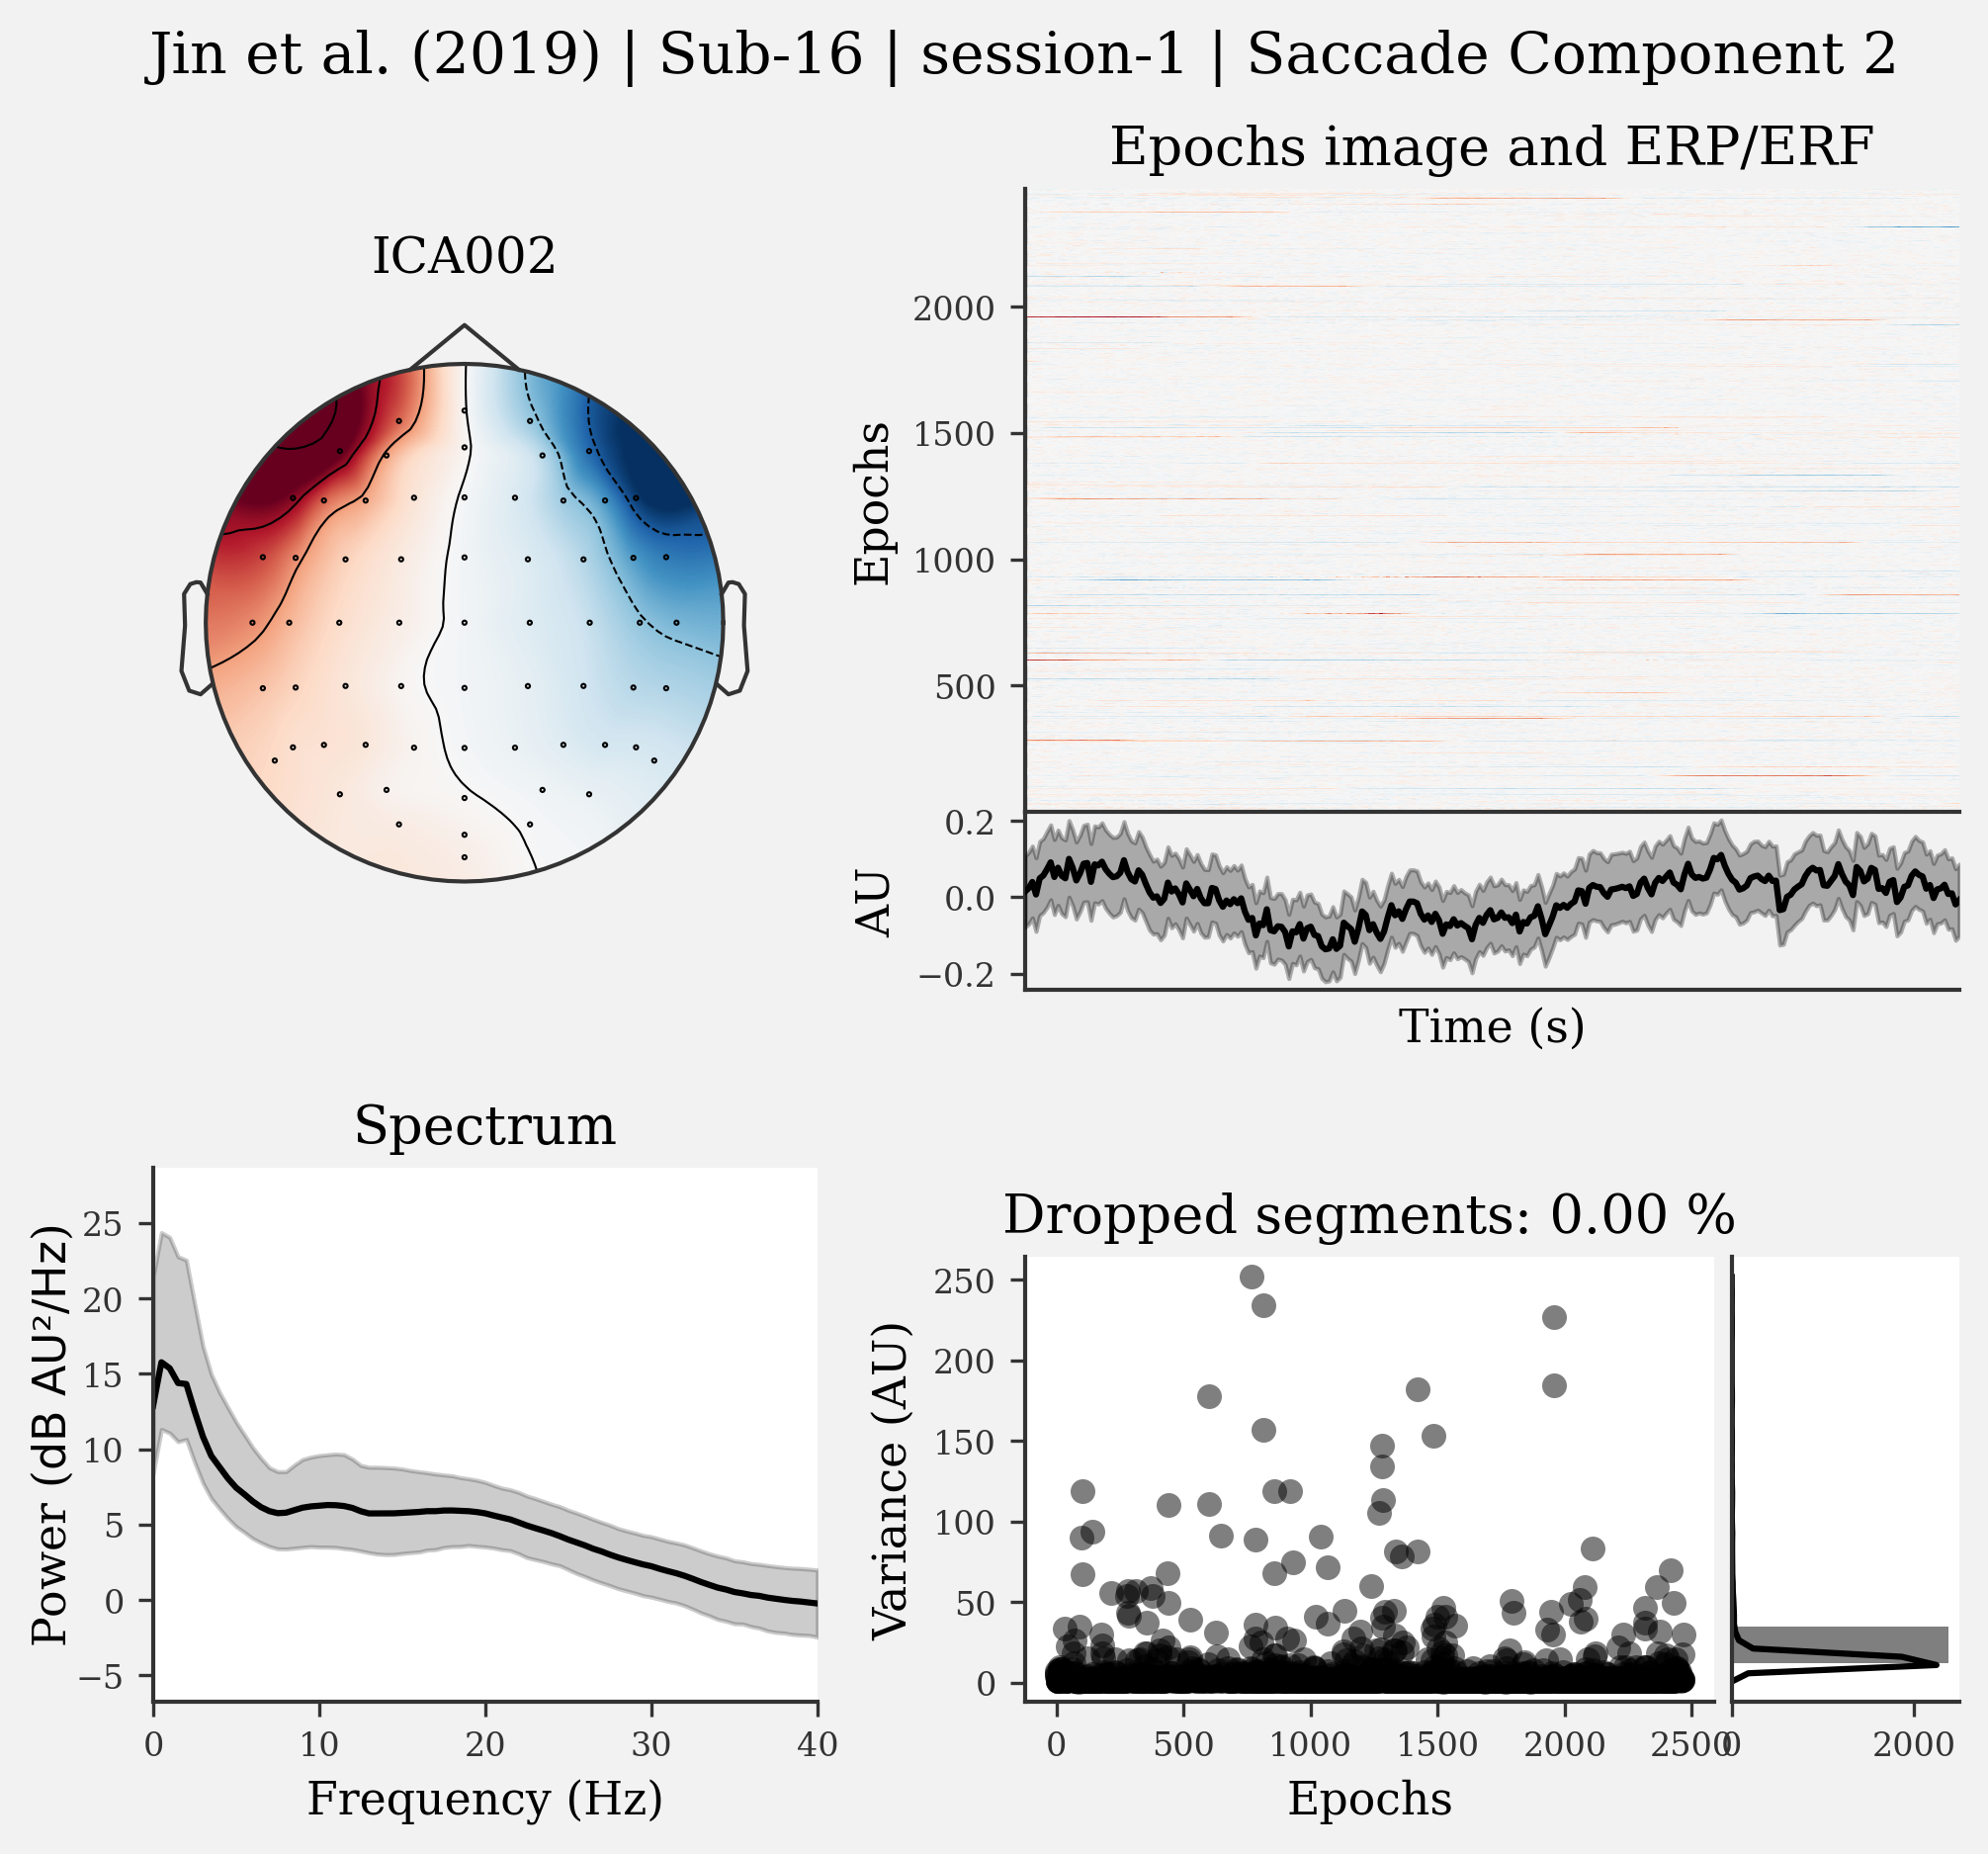 Jin et al. (2019) | Sub-16 | session-1 | Saccade Component 2
ICA002
Epochs image and ERP/ERF
Epochs
2000
1500
1000
500
AU
0.2
0.0
−0.2
Time (s)
Spectrum
Power (dB AU²/Hz)
25
20
15
10
5
0
−5
0 10 20 30 40
Frequency (Hz)
Dropped segments: 0.00 %
Variance (AU)
250
200
150
100
50
0
0 500 1000 1500 2000 2500
0 2000
Epochs